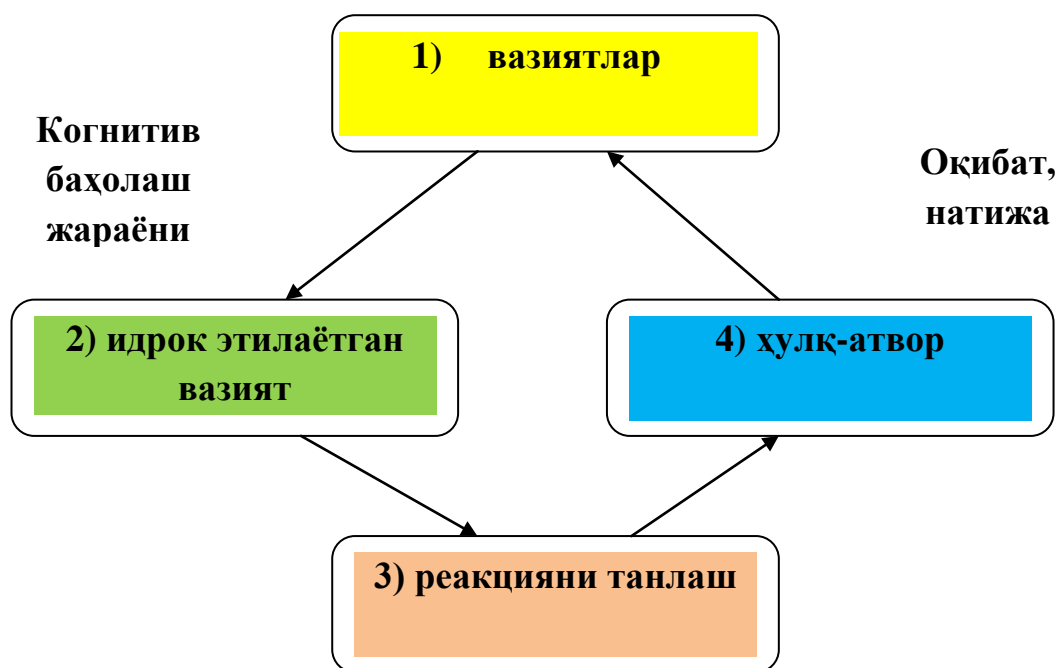 1) вазиятлар
Когнитив
баҳолаш
жараёни
Оқибат,
натижа
2) идрок этилаётган
вазият
4) ҳулқ-атвор
3) реакцияни танлаш